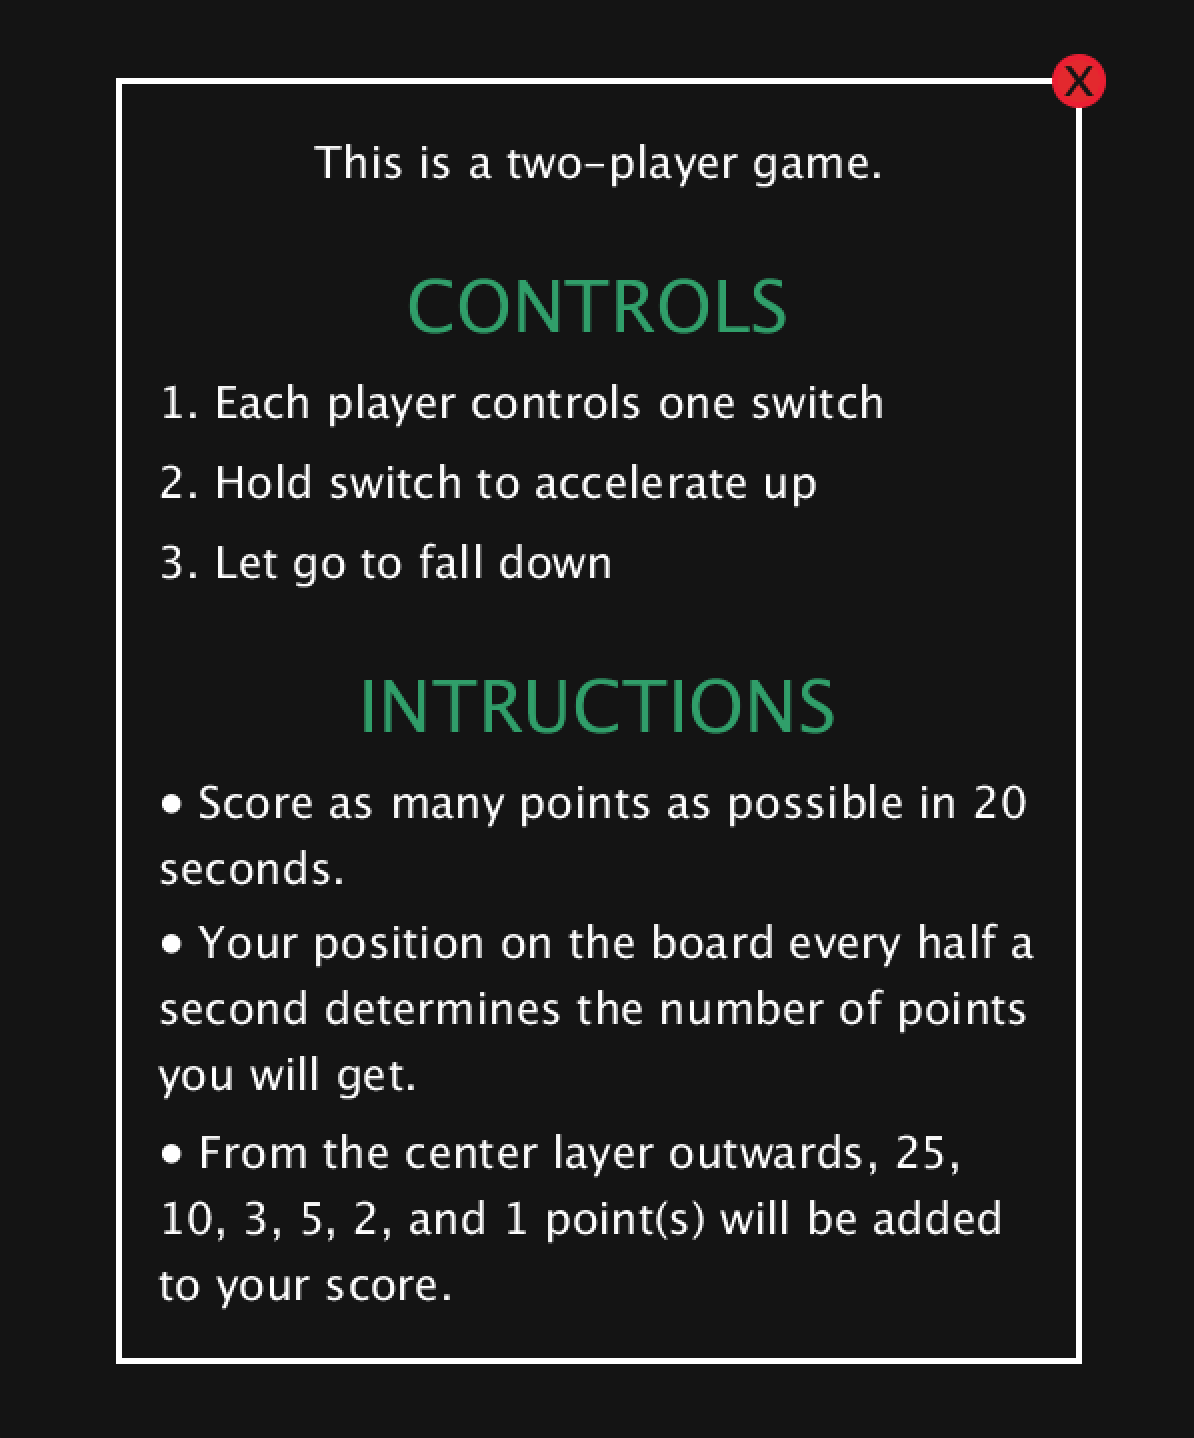 X
This is a two-player game.
CONTROLS
1. Each player controls one switch
2. Hold switch to accelerate up
3. Let go to fall down
INTRUCTIONS
● Score as many points as possible in 20
seconds.
● Your position on the board every half a
second determines the number of points
you will get.
● From the center layer outwards, 25,
10, 3, 5, 2, and 1 point(s) will be added
to your score.